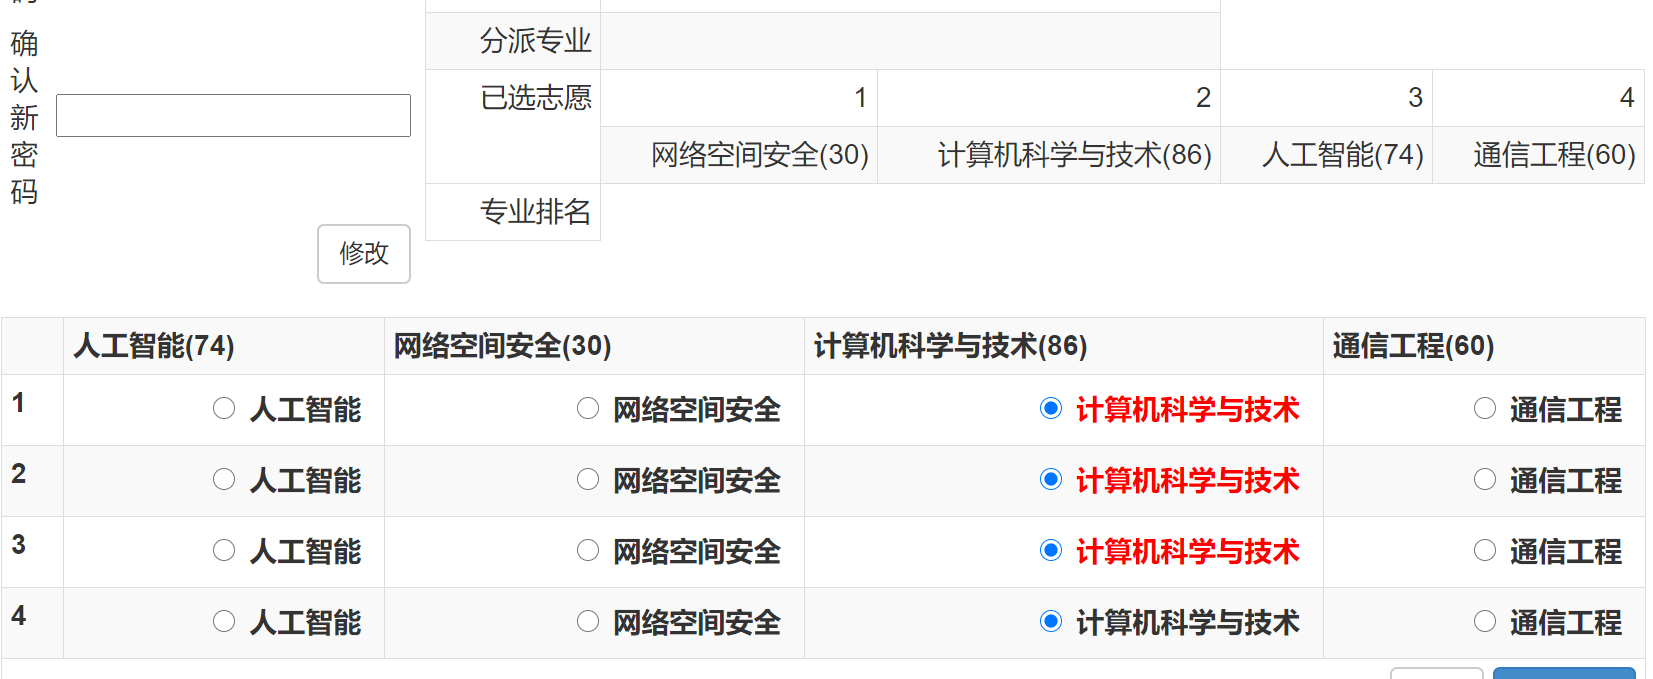 确
认
新
密
码
修改
分派专业
已选志愿 1 2 3 4
网络空间安全(30) 计算机科学与技术(86) 人工智能(74) 通信工程(60)
专业排名
人工智能(74) 网络空间安全(30) 计算机科学与技术(86) 通信工程(60)
1 人工智能 网络空间安全 计算机科学与技术 通信工程
2 人工智能 网络空间安全 计算机科学与技术 通信工程
3 人工智能 网络空间安全 计算机科学与技术 通信工程
4 人工智能 网络空间安全 计算机科学与技术 通信工程